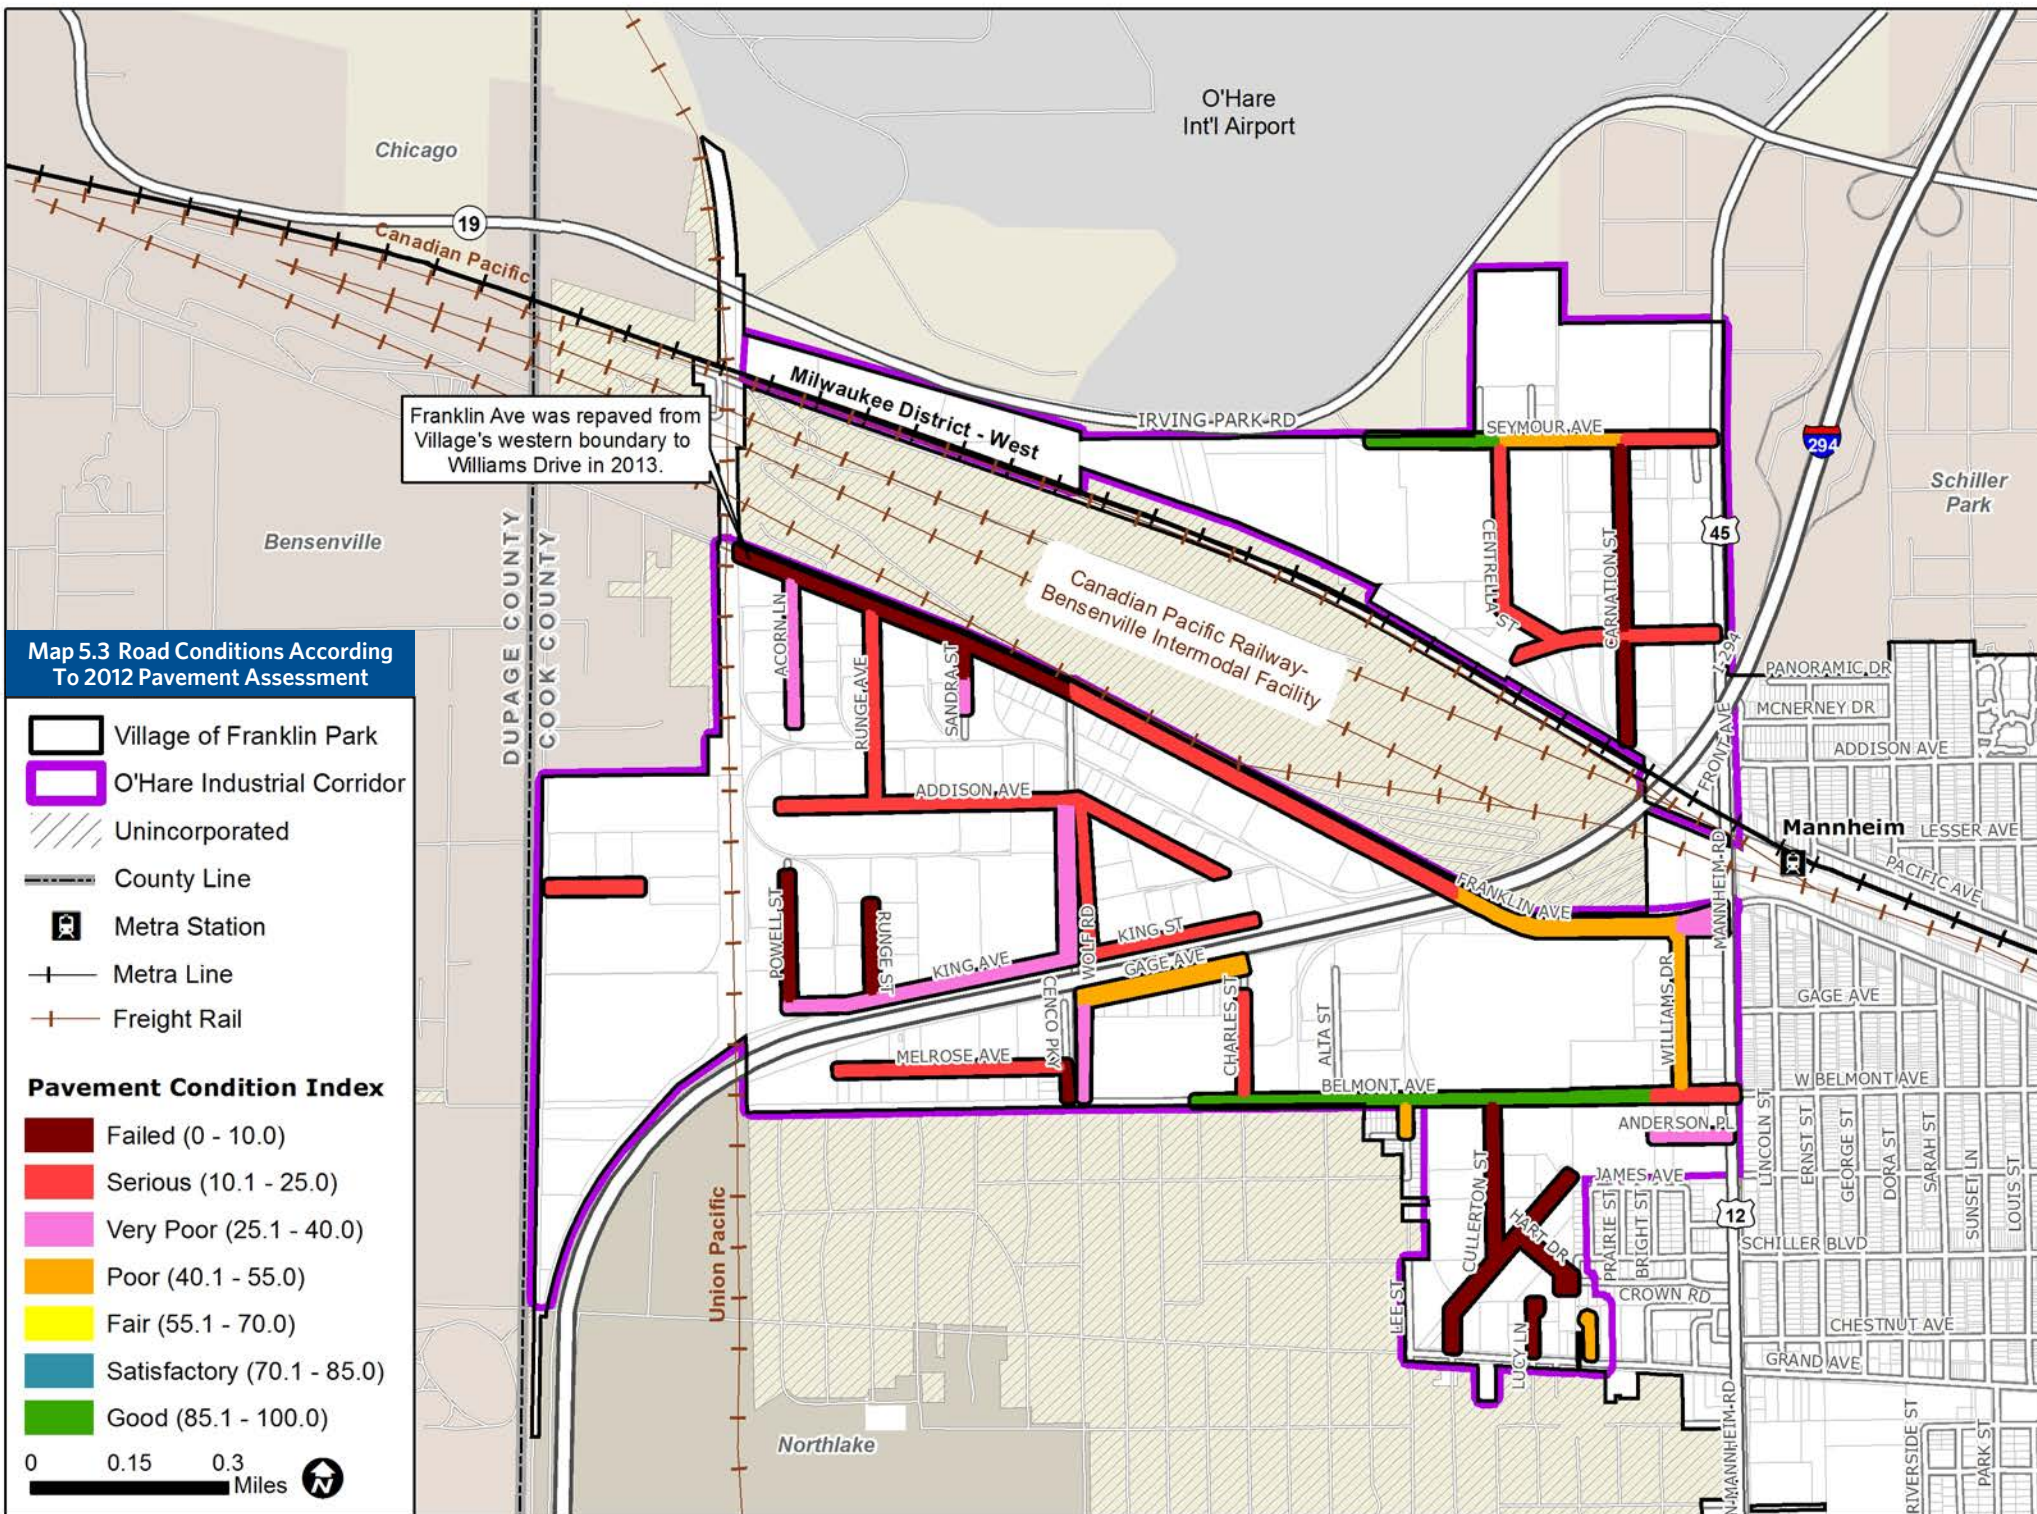 O'Hare
Int'l Airport
Chicago
19
Canadian Pacific
Milwaukee District - West
IRVING PARK RD
SEYMOUR AVE
294
Schiller
Park
Franklin Ave was repaved from
Village's western boundary to
Williams Drive in 2013.
45
Bensenville
DUPAGE COUNTY
COOK COUNTY
CENTRELLA ST
CARNATION ST
Canadian Pacific Railway-
Bensenville Intermodal Facility
ACORN LN
RUNGE AVE
SANDRA ST
I-294
FRONT AVE
PANORAMIC DR
MCNERNEY DR
ADDISON AVE
ADDISON AVE
Mannheim
LESSER AVE
PACIFIC AVE
MANNHEIM RD
FRANKLIN AVE
POWELL ST
RUNGE ST
WOLF RD
KING ST
KING AVE
GAGE AVE
CENCO PKY
CHARLES ST
ALTA ST
WILLIAMS DR
GAGE AVE
MELROSE AVE
BELMONT AVE
W BELMONT AVE
ANDERSON PL
LINCOLN ST
ERNST ST
GEORGE ST
DORA ST
SARAH ST
SUNSET LN
LOUIS ST
JAMES AVE
CULLERTON ST
HART DR
PRAIRIE ST
BRIGHT ST
12
SCHILLER BLVD
CROWN RD
LEE ST
LUCY LN
CHESTNUT AVE
GRAND AVE
Union Pacific
Northlake
N MANNHEIM RD
RIVERSIDE ST
PARK ST
Map 5.3 Road Conditions According
To 2012 Pavement Assessment
Village of Franklin Park
O'Hare Industrial Corridor
Unincorporated
County Line
Metra Station
Metra Line
Freight Rail
Pavement Condition Index
Failed (0 - 10.0)
Serious (10.1 - 25.0)
Very Poor (25.1 - 40.0)
Poor (40.1 - 55.0)
Fair (55.1 - 70.0)
Satisfactory (70.1 - 85.0)
Good (85.1 - 100.0)
0 0.15 0.3
Miles
N